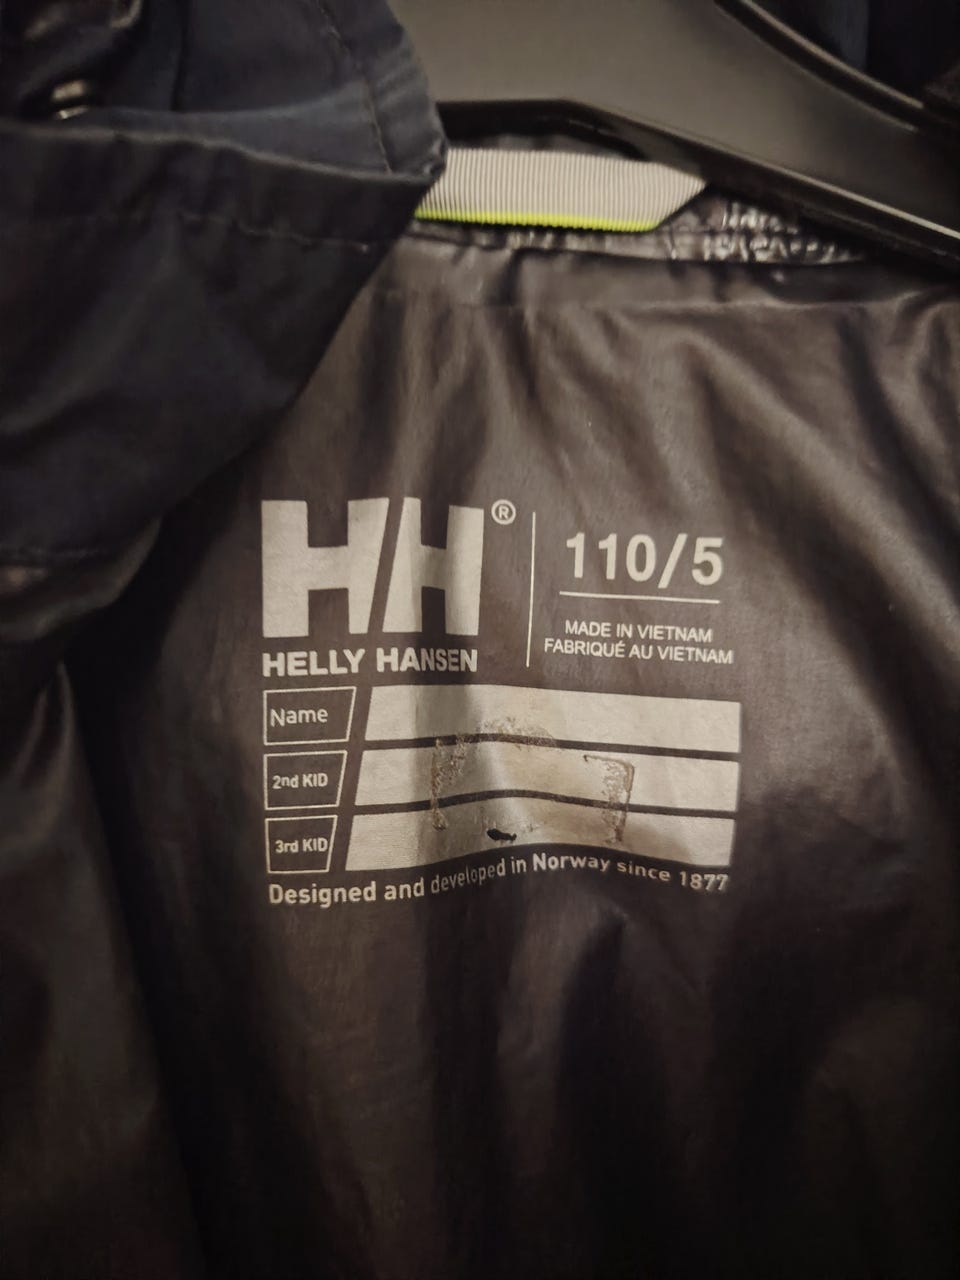 HH®
HELLY HANSEN
110/5
MADE IN VIETNAM
FABRIQUÉ AU VIETNAM
Name
2nd KID
3rd KID
Designed and developed in Norway since 1877